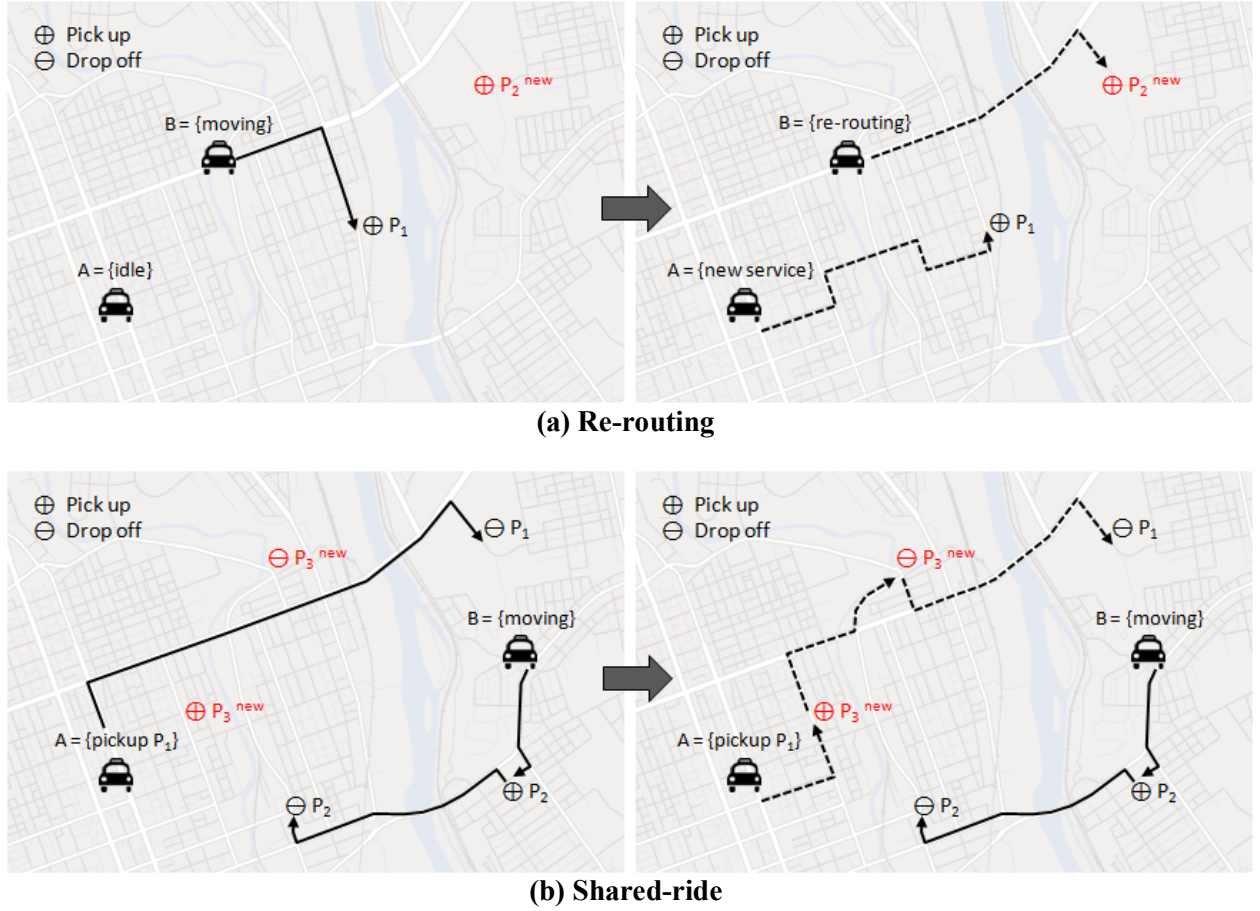 ⊕ Pick up
⊖ Drop off
B = {moving}
⊕ P₂ new
⊕ P₁
A = {idle}
⊕ Pick up
⊖ Drop off
B = {re-routing}
⊕ P₂ new
⊕ P₁
A = {new service}
(a) Re-routing
⊕ Pick up
⊖ Drop off
⊖ P₁
⊖ P₃ new
B = {moving}
⊕ P₃ new
A = {pickup P₁}
⊕ P₂
⊖ P₂
⊕ Pick up
⊖ Drop off
⊖ P₁
⊖ P₃ new
B = {moving}
⊕ P₃ new
A = {pickup P₁}
⊕ P₂
⊖ P₂
(b) Shared-ride